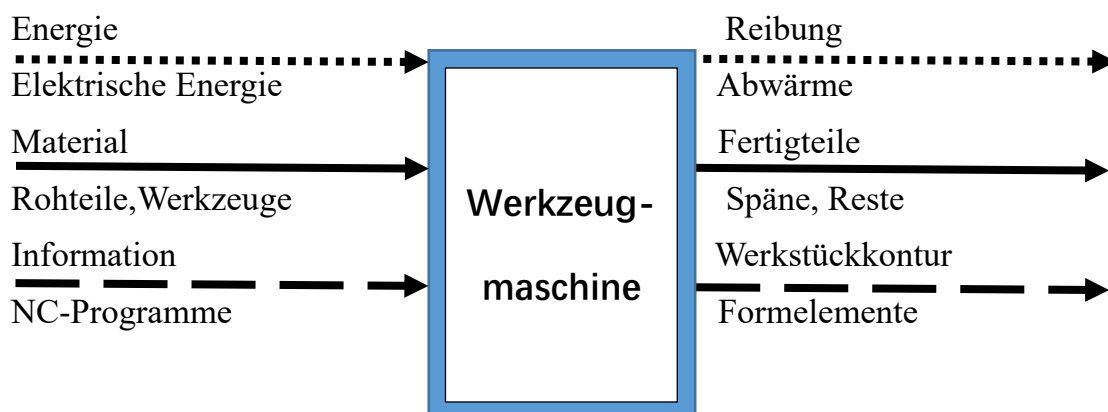 Energie
Elektrische Energie
Material
Rohteile,Werkzeuge
Information
NC-Programme
Werkzeug-
maschine
Reibung
Abwärme
Fertigteile
Späne, Reste
Werkstückkontur
Formelemente